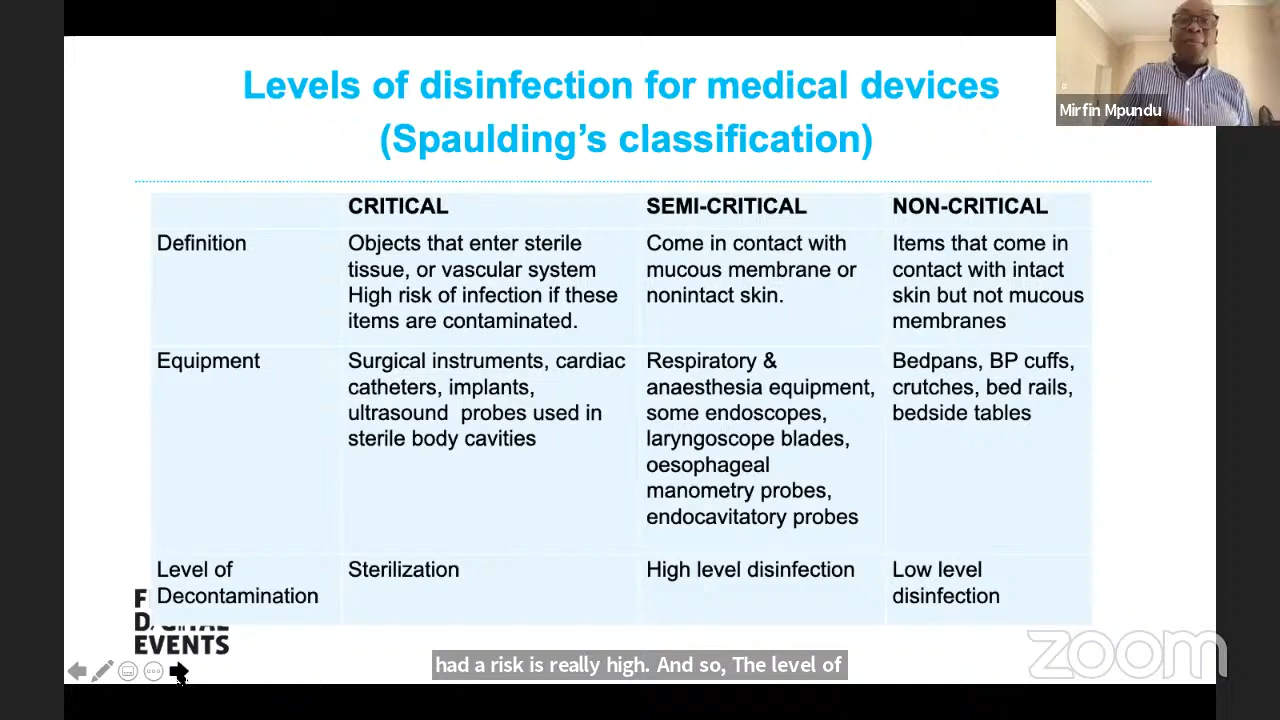 Levels of disinfection for medical devices
(Spaulding's classification)
Mirfin Mpundu
CRITICAL
SEMI-CRITICAL
NON-CRITICAL
Definition
Objects that enter sterile
tissue, or vascular system
High risk of infection if these
items are contaminated.
Come in contact with
mucous membrane or
nonintact skin.
Items that come in
contact with intact
skin but not mucous
membranes
Equipment
Surgical instruments, cardiac
catheters, implants,
ultrasound probes used in
sterile body cavities
Respiratory &
anaesthesia equipment,
some endoscopes,
laryngoscope blades,
oesophageal
manometry probes,
endocavitatory probes
Bedpans, BP cuffs,
crutches, bed rails,
bedside tables
Level of
Decontamination
Sterilization
High level disinfection
Low level
disinfection
EVENTS
had a risk is really high. And so, The level of
zoom